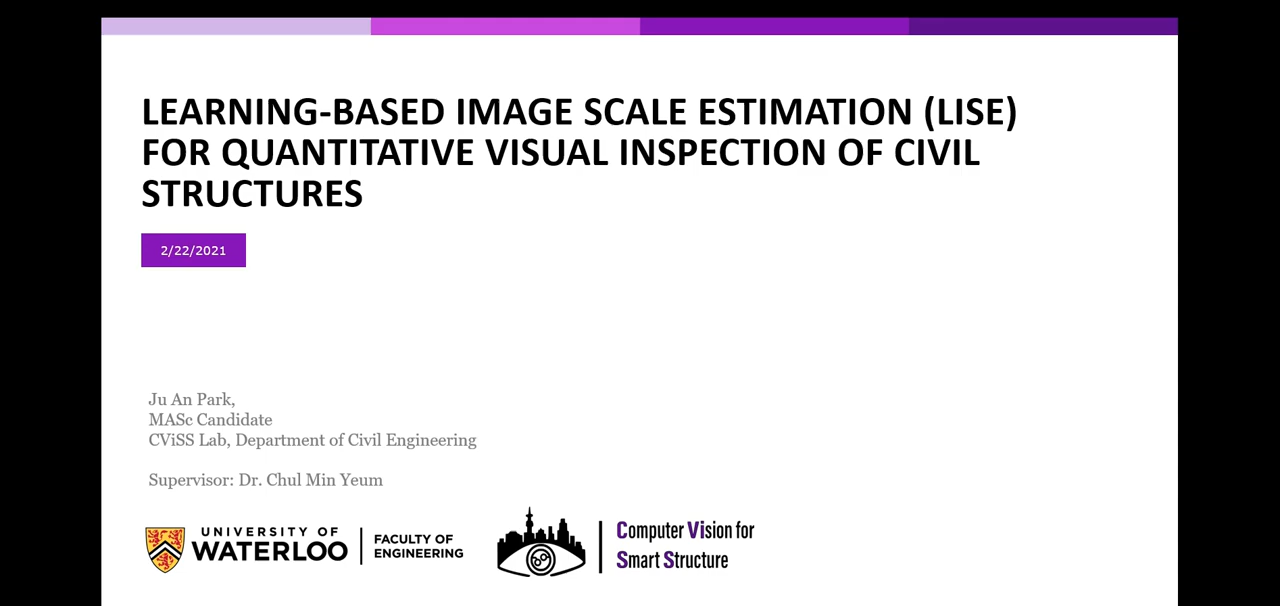 LEARNING-BASED IMAGE SCALE ESTIMATION (LISE)
FOR QUANTITATIVE VISUAL INSPECTION OF CIVIL
STRUCTURES
2/22/2021
Ju An Park,
MASc Candidate
CViSS Lab, Department of Civil Engineering
Supervisor: Dr. Chul Min Yeum
UNIVERSITY OF
WATERLOO
FACULTY OF
ENGINEERING
Computer Vision for
Smart Structure